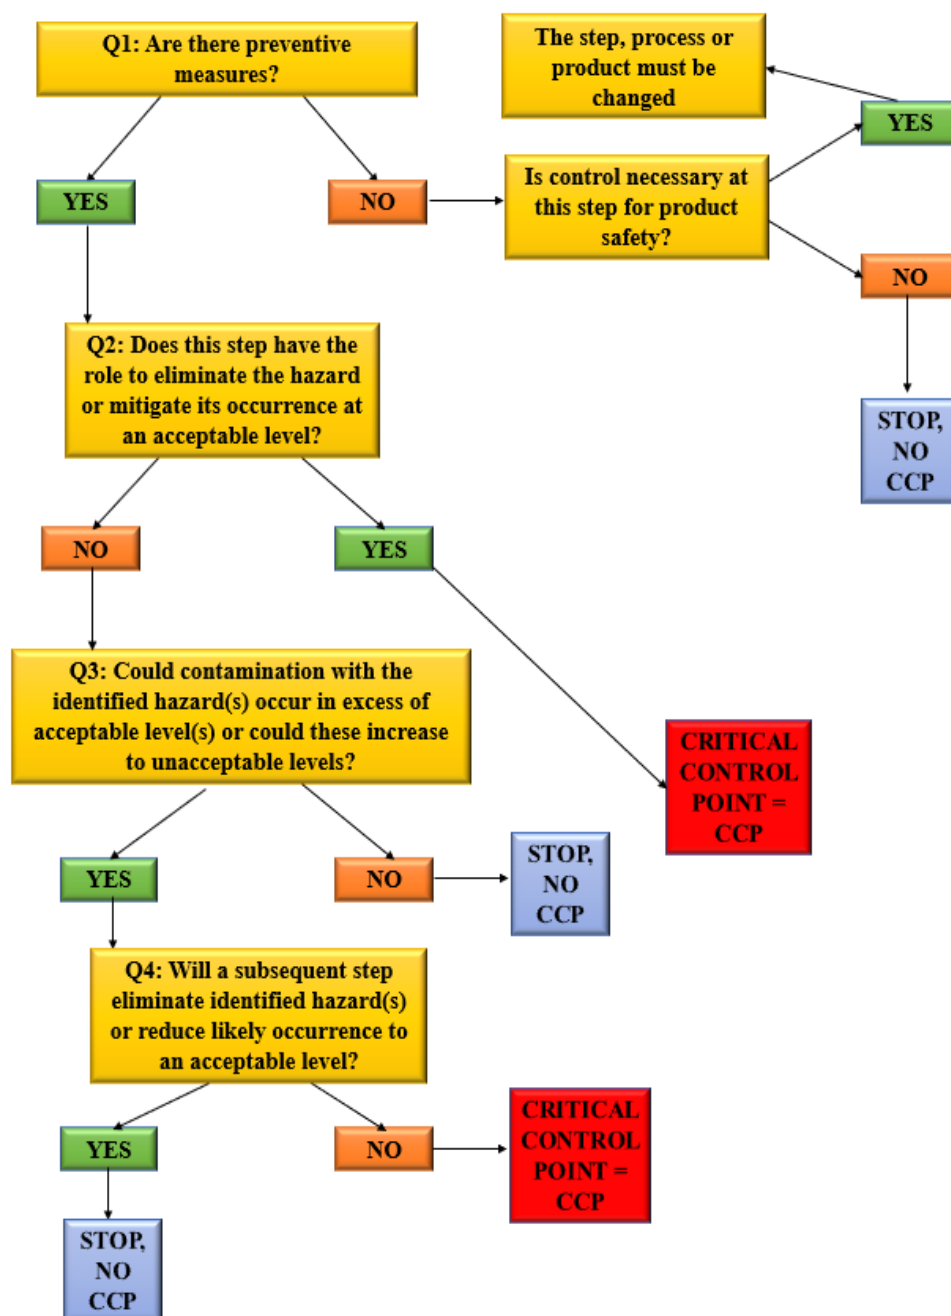 Q1: Are there preventive
measures?
The step, process or
product must be
changed
YES
YES
NO
Is control necessary at
this step for product
safety?
NO
STOP,
NO
CCP
Q2: Does this step have the
role to eliminate the hazard
or mitigate its occurrence at
an acceptable level?
NO
YES
Q3: Could contamination with the
identified hazard(s) occur in excess of
acceptable level(s) or could these increase
to unacceptable levels?
CRITICAL
CONTROL
POINT =
CCP
YES
NO
STOP,
NO
CCP
Q4: Will a subsequent step
eliminate identified hazard(s)
or reduce likely occurrence to
an acceptable level?
YES
NO
CRITICAL
CONTROL
POINT =
CCP
STOP,
NO
CCP